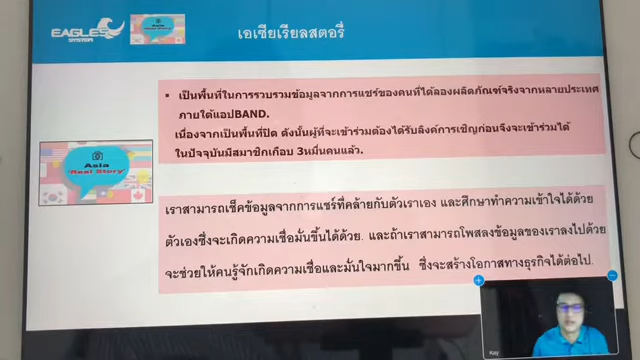 EAGLES
SYSTEM
Asia
"Real Story"
เอเซียเรียลสตอรี่
▪ เป็นพื้นที่ในการรวบรวมข้อมูลจากการแชร์ของคนที่ได้ลองผลิตภัณฑ์จริงจากหลายประเทศ
ภายใต้แอปBAND.
เนื่องจากเป็นพื้นที่ปิด ดังนั้นผู้ที่จะเข้าร่วมต้องได้รับลิงค์การเชิญก่อนจึงจะเข้าร่วมได้
ในปัจจุบันมีสมาชิกเกือบ 3หมื่นคนแล้ว.
Asia
"Real Story"
เราสามารถเช็คข้อมูลจากการแชร์ที่คล้ายกับตัวเราเอง และศึกษาทำความเข้าใจได้ด้วย
ตัวเองซึ่งจะเกิดความเชื่อมั่นขึ้นได้ด้วย. และถ้าเราสามารถโพสลงข้อมูลของเราลงไปด้วย
จะช่วยให้คนรู้จักเกิดความเชื่อและมั่นใจมากขึ้น ซึ่งจะสร้างโอกาสทางธุรกิจได้ต่อไป.
Kay